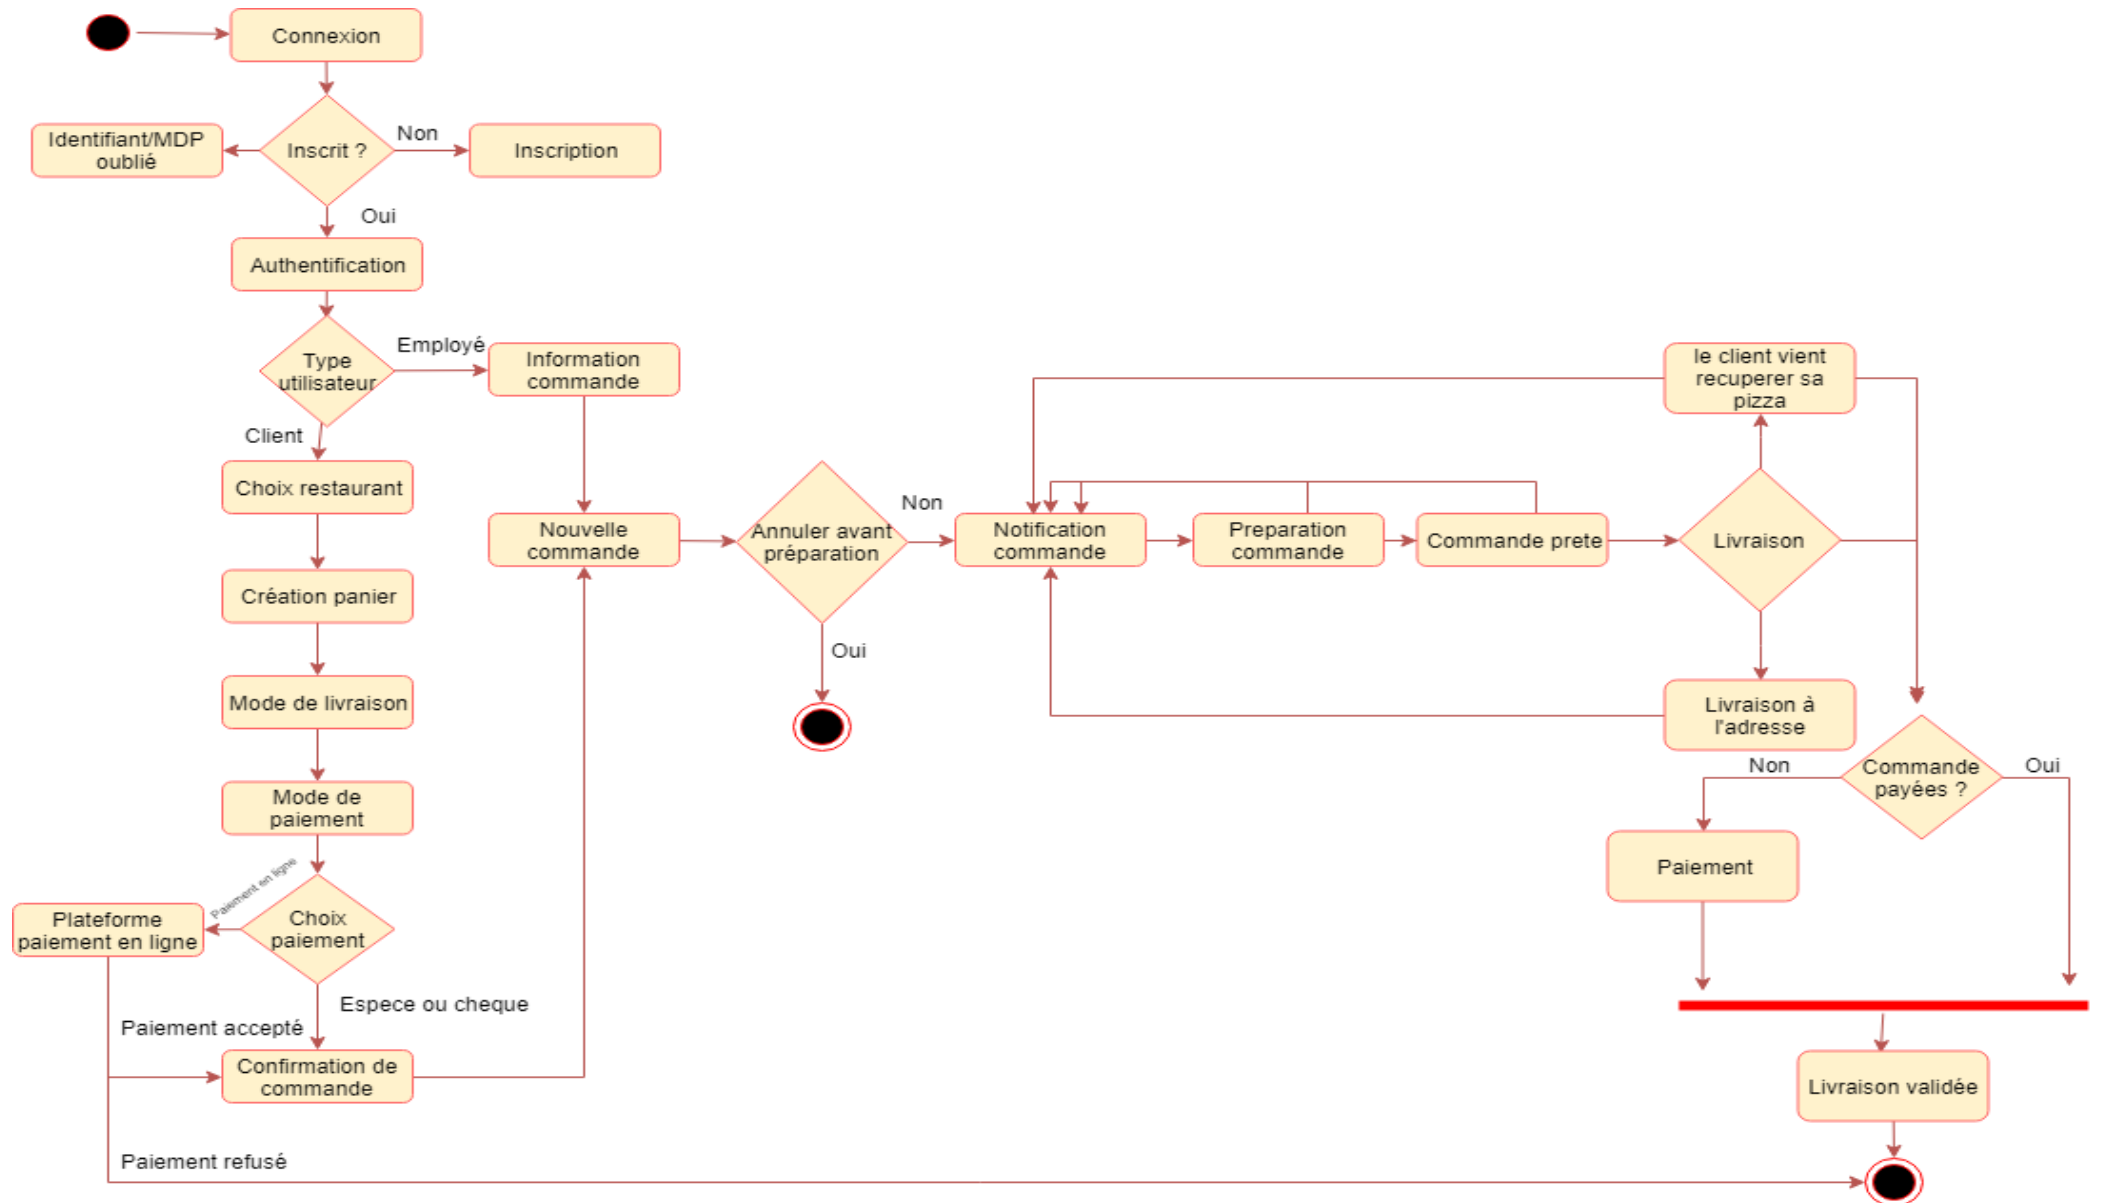 Connexion
Identifiant/MDP
oublié
Inscrit ?
Non
Inscription
Oui
Authentification
Type
utilisateur
Employé
Information
commande
Client
Choix restaurant
Création panier
Mode de livraison
Mode de
paiement
Paiement en ligne
Choix
paiement
Plateforme
paiement en ligne
Espece ou cheque
Paiement accepté
Confirmation de
commande
Paiement refusé
Nouvelle
commande
Annuler avant
préparation
Non
Oui
Notification
commande
Preparation
commande
Commande prete
Livraison
le client vient
recuperer sa
pizza
Livraison à
l'adresse
Commande
payées ?
Non
Oui
Paiement
Livraison validée